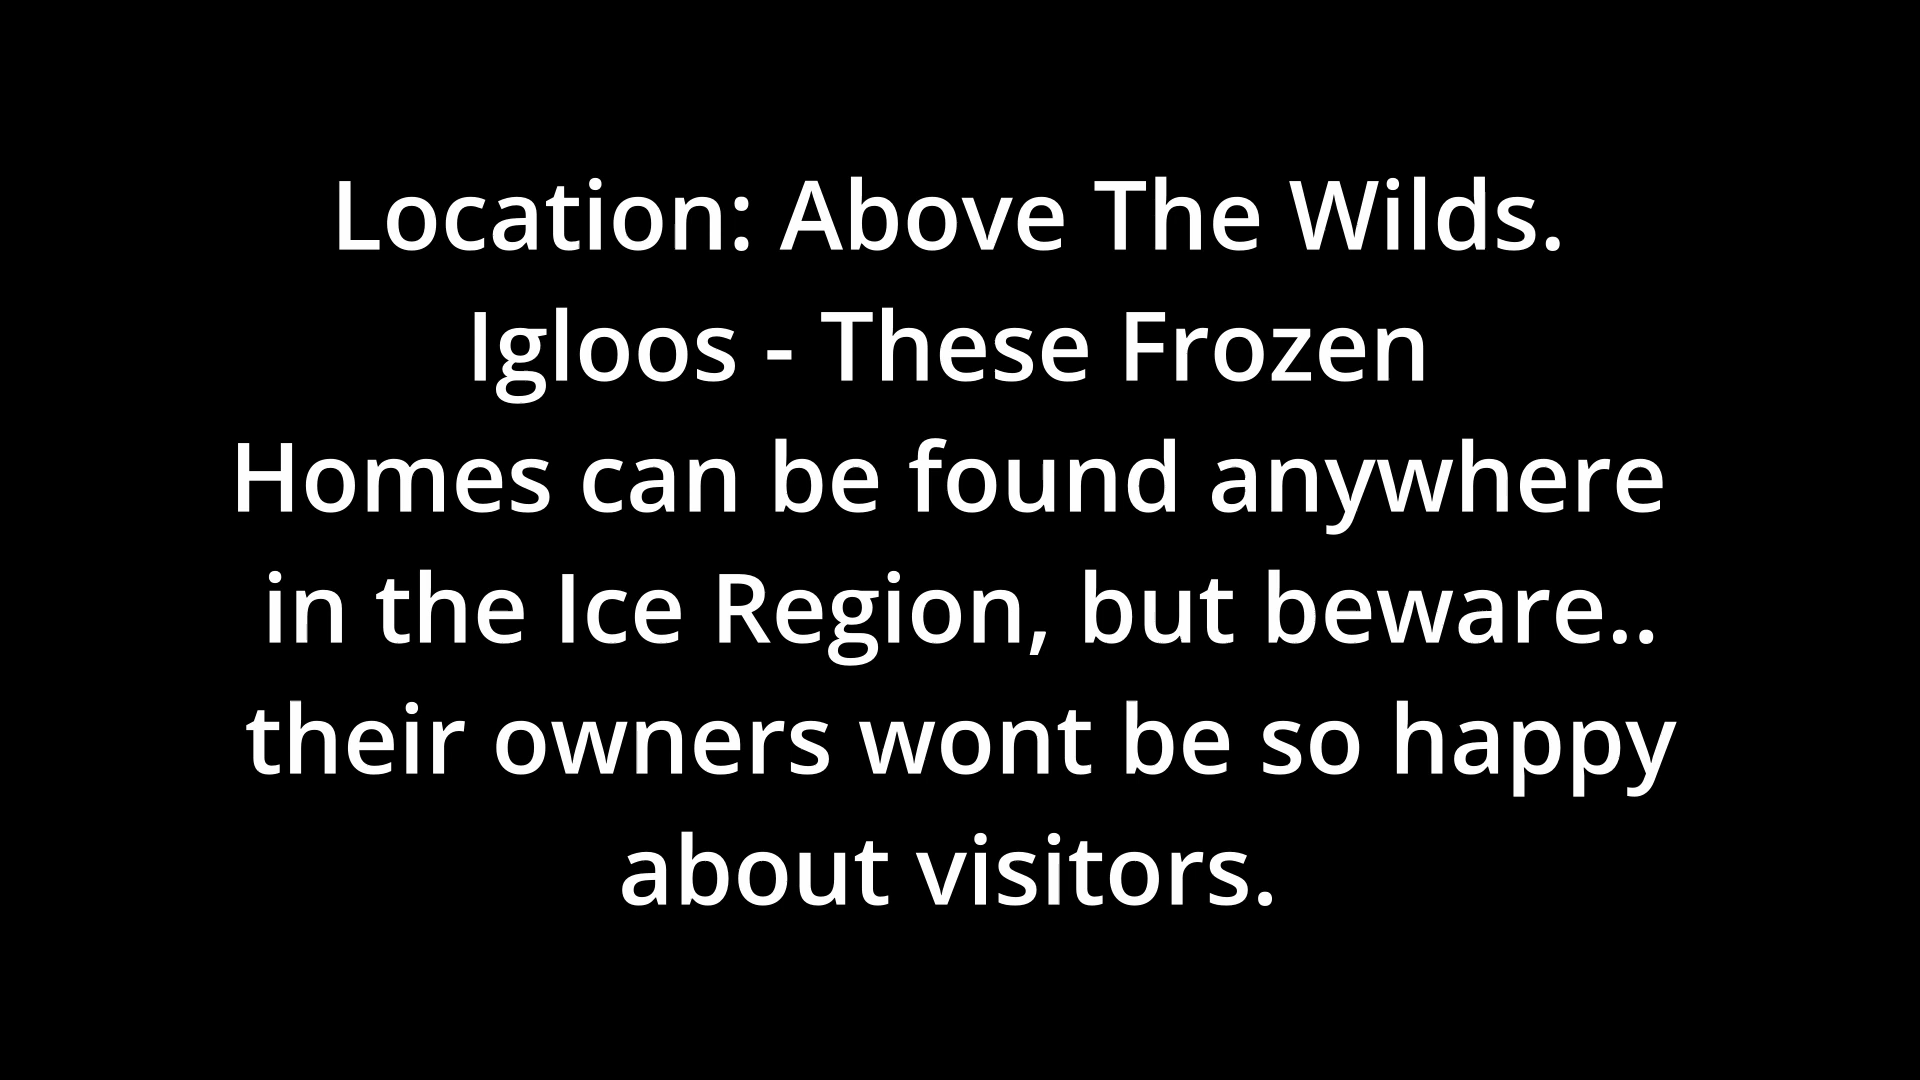 Location: Above The Wilds.
Igloos - These Frozen
Homes can be found anywhere
in the Ice Region, but beware..
their owners wont be so happy
about visitors.